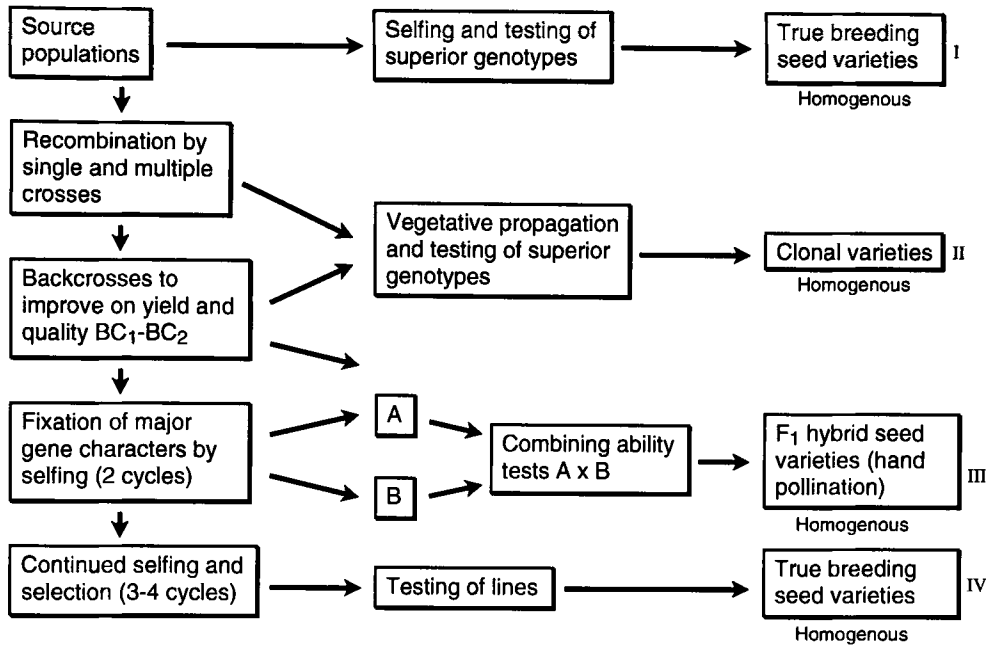 Source
populations
Selfing and testing of
superior genotypes
True breeding
seed varieties
I
Homogenous
Recombination by
single and multiple
crosses
Vegetative propagation
and testing of superior
genotypes
Clonal varieties
II
Homogenous
Backcrosses to
improve on yield and
quality BC₁-BC₂
Fixation of major
gene characters by
selfing (2 cycles)
A
B
Combining ability
tests A x B
F₁ hybrid seed
varieties (hand
pollination)
III
Homogenous
Continued selfing and
selection (3-4 cycles)
Testing of lines
True breeding
seed varieties
IV
Homogenous